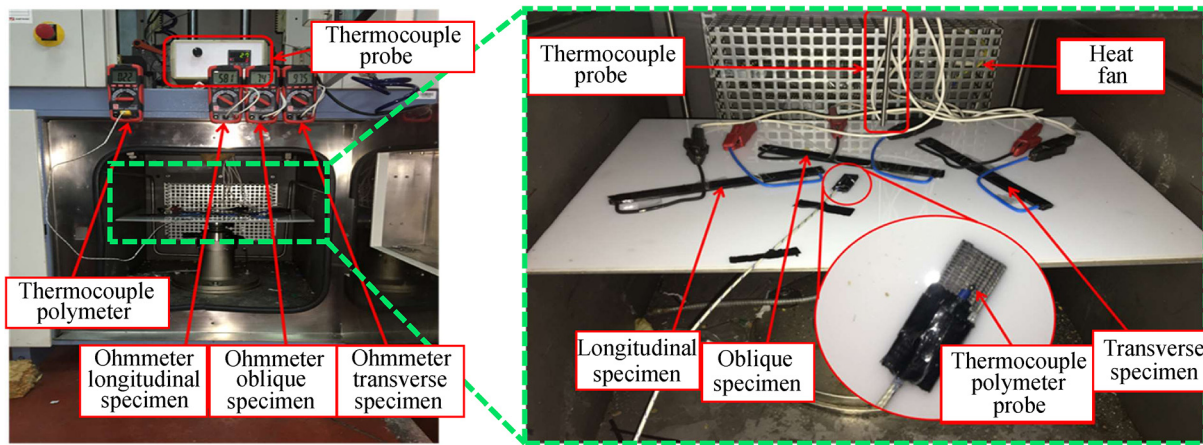 Thermocouple
probe
Thermocouple
polymeter
Ohmmeter
longitudinal
specimen
Ohmmeter
oblique
specimen
Ohmmeter
transverse
specimen
Thermocouple
probe
Heat
fan
Longitudinal
specimen
Oblique
specimen
Thermocouple
polymeter
probe
Transverse
specimen